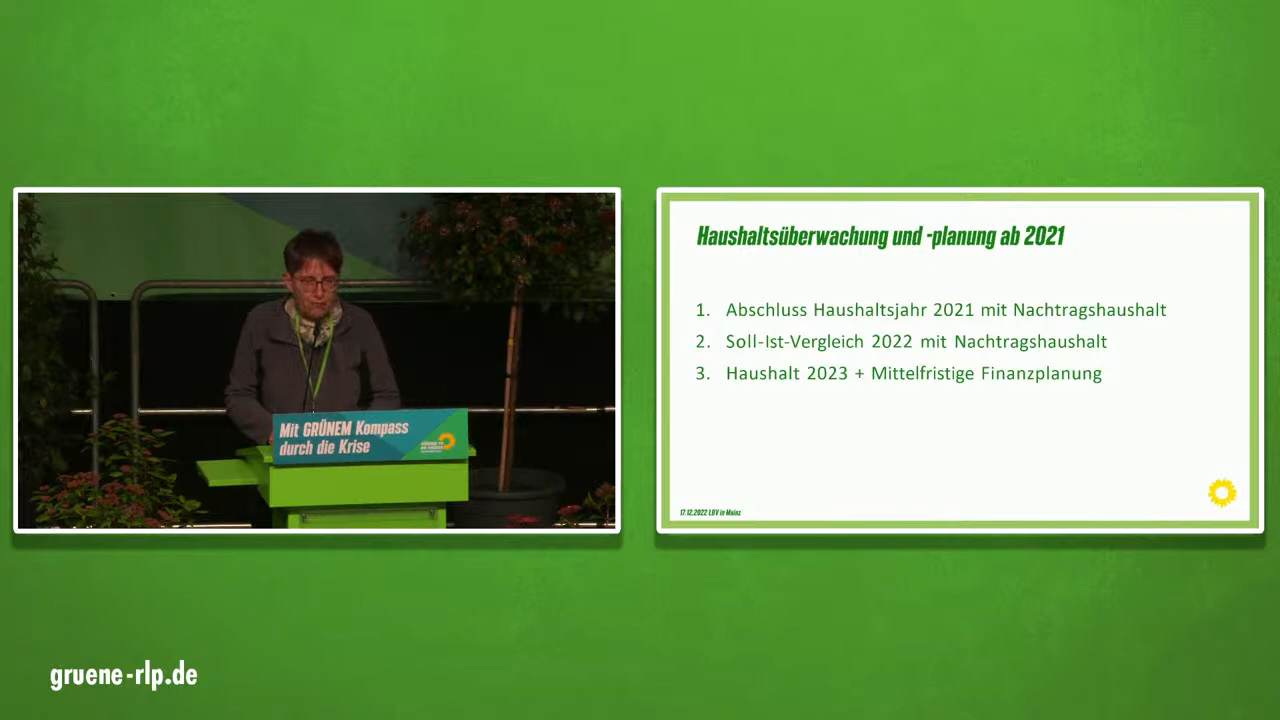 Mit GRÜNEM Kompass
durch die Krise
Haushaltsüberwachung und -planung ab 2021
1. Abschluss Haushaltsjahr 2021 mit Nachtragshaushalt
2. Soll-Ist-Vergleich 2022 mit Nachtragshaushalt
3. Haushalt 2023 + Mittelfristige Finanzplanung
17.12.2022 LDV in Mainz
gruene-rlp.de